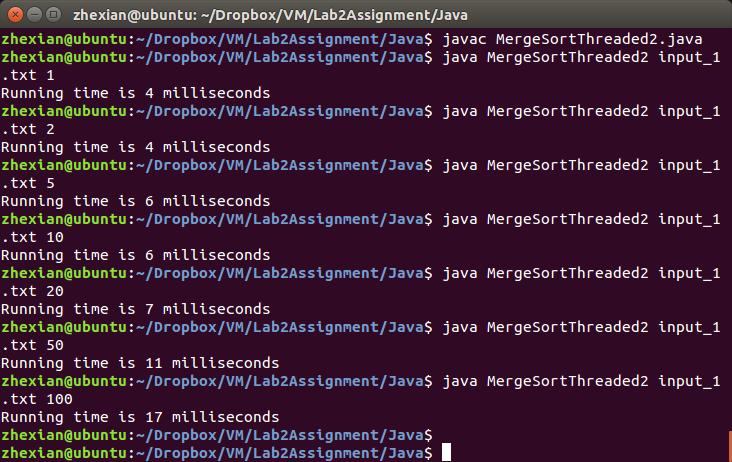 zhexian@ubuntu: ~/Dropbox/VM/Lab2Assignment/Java
zhexian@ubuntu:~/Dropbox/VM/Lab2Assignment/Java$ javac MergeSortThreaded2.java
zhexian@ubuntu:~/Dropbox/VM/Lab2Assignment/Java$ java MergeSortThreaded2 input_1
.txt 1
Running time is 4 milliseconds
zhexian@ubuntu:~/Dropbox/VM/Lab2Assignment/Java$ java MergeSortThreaded2 input_1
.txt 2
Running time is 4 milliseconds
zhexian@ubuntu:~/Dropbox/VM/Lab2Assignment/Java$ java MergeSortThreaded2 input_1
.txt 5
Running time is 6 milliseconds
zhexian@ubuntu:~/Dropbox/VM/Lab2Assignment/Java$ java MergeSortThreaded2 input_1
.txt 10
Running time is 6 milliseconds
zhexian@ubuntu:~/Dropbox/VM/Lab2Assignment/Java$ java MergeSortThreaded2 input_1
.txt 20
Running time is 7 milliseconds
zhexian@ubuntu:~/Dropbox/VM/Lab2Assignment/Java$ java MergeSortThreaded2 input_1
.txt 50
Running time is 11 milliseconds
zhexian@ubuntu:~/Dropbox/VM/Lab2Assignment/Java$ java MergeSortThreaded2 input_1
.txt 100
Running time is 17 milliseconds
zhexian@ubuntu:~/Dropbox/VM/Lab2Assignment/Java$
zhexian@ubuntu:~/Dropbox/VM/Lab2Assignment/Java$